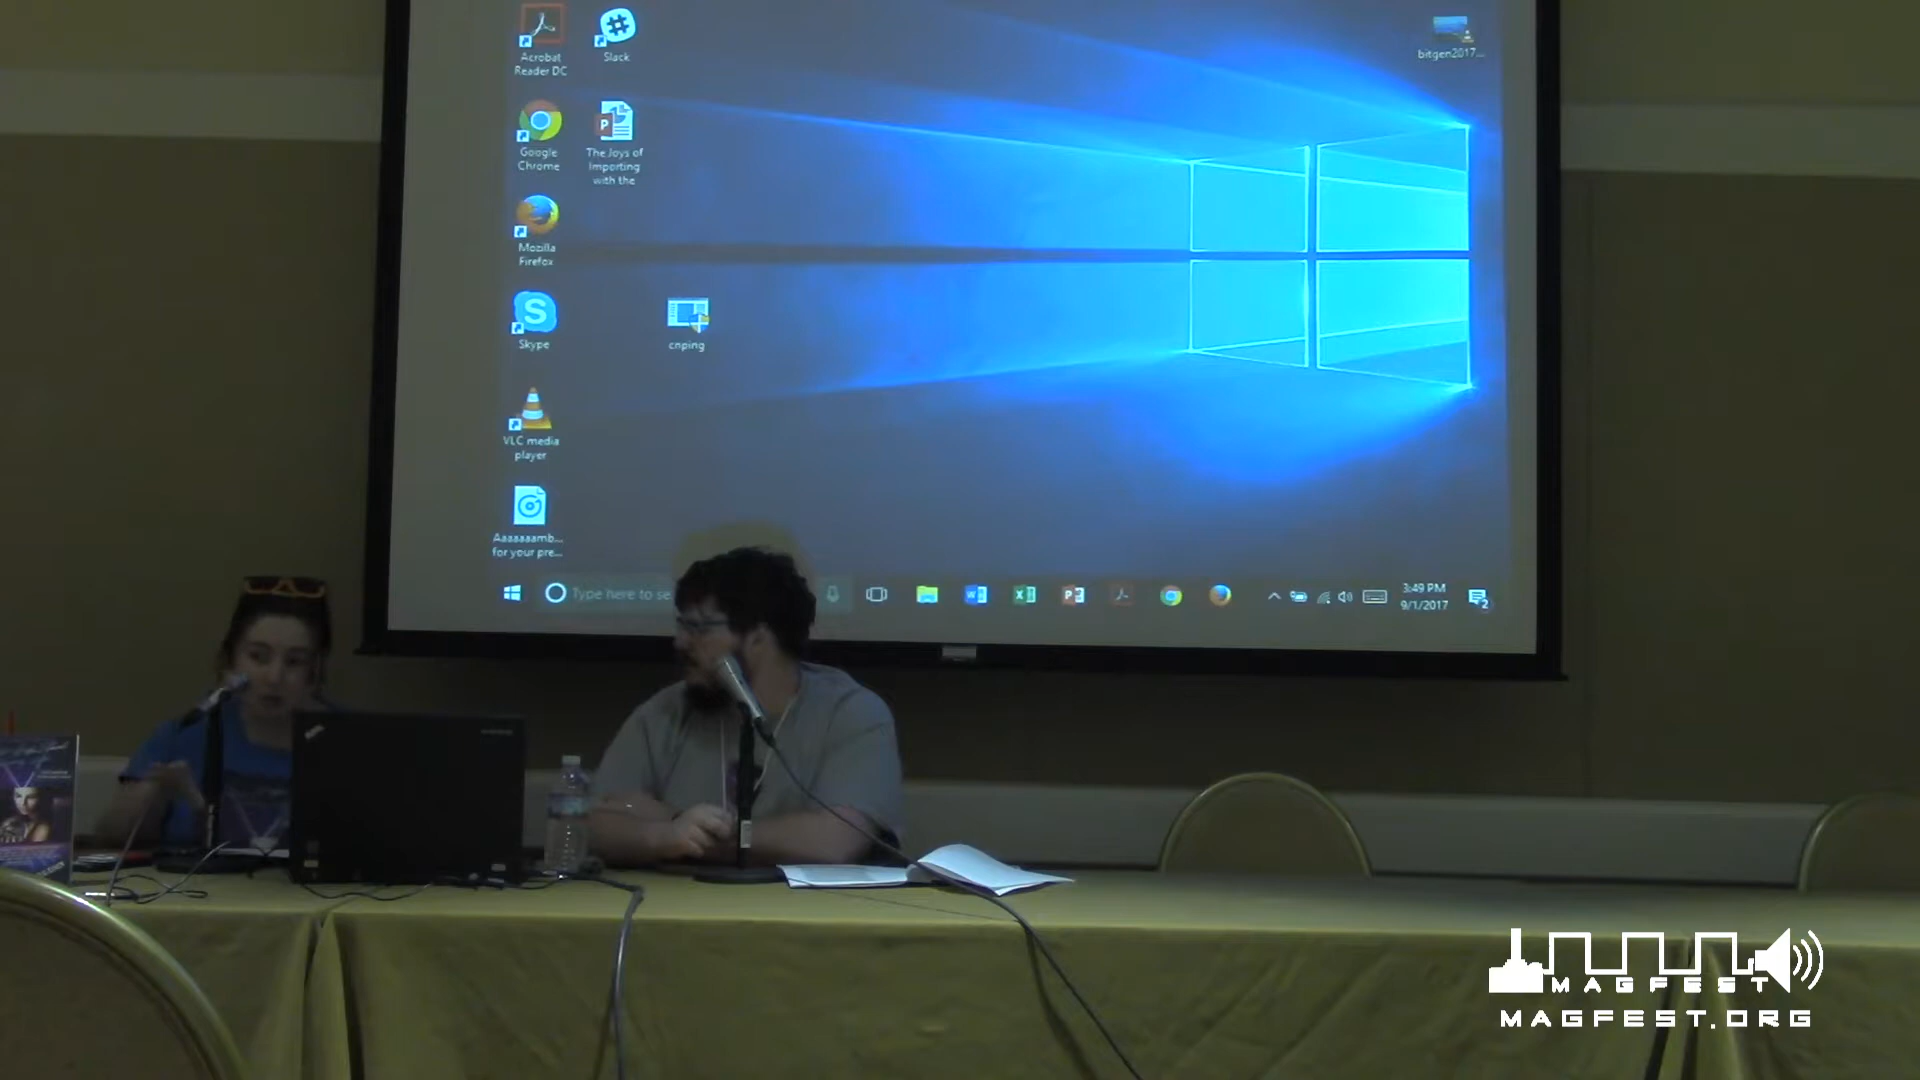 Acrobat
Reader DC
Slack
bitgen2017...
Google
Chrome
The Joys of
Importing
with the
Mozilla
Firefox
Skype
cnping
VLC media
player
Aaaaaaamb...
for your pre...
Type here to se
3:49 PM
9/1/2017
2
MAGFEST
MAGFEST.ORG